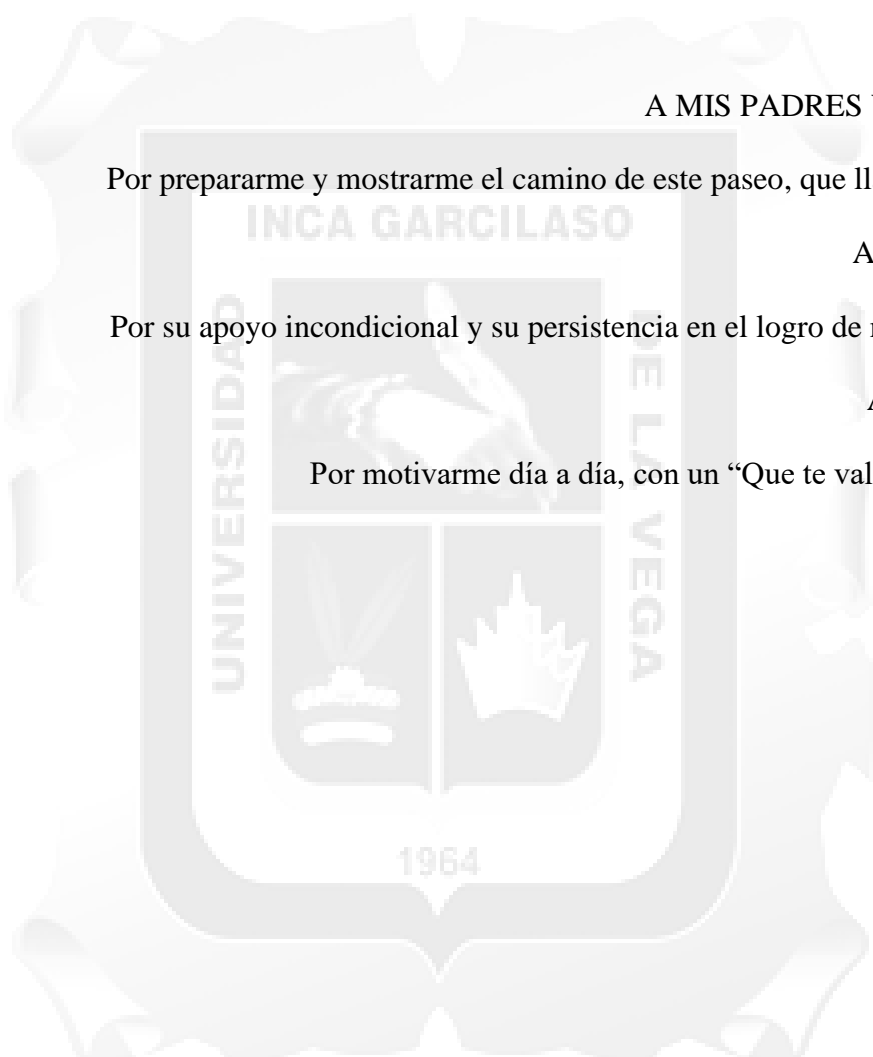 A MIS PADRES
Por prepararme y mostrarme el camino de este paseo, que
INCA GARCILASO
A
Por su apoyo incondicional y su persistencia en el logro de
UNIVERSIDAD
DE LA VEGA
A
Por motivarme día a día, con un “Que te
1964